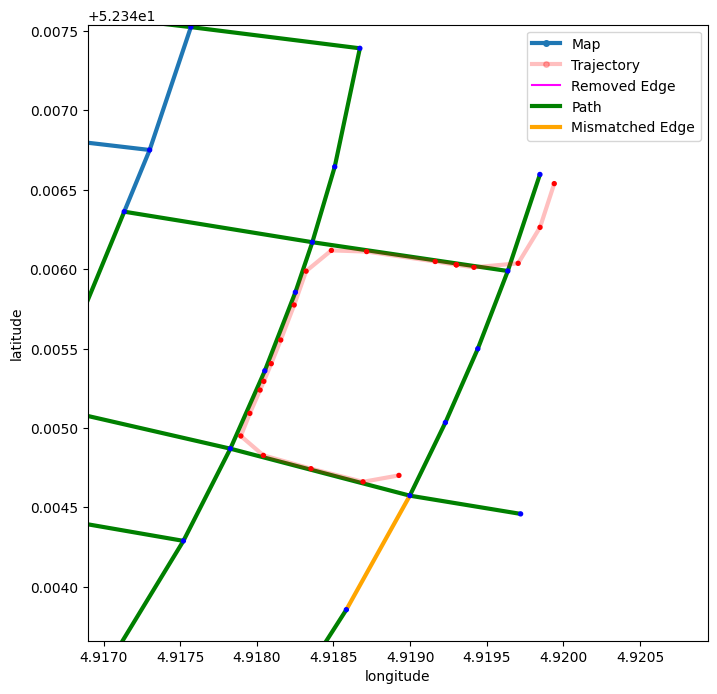 +5.234e1
0.0075
0.0070
0.0065
0.0060
0.0055
0.0050
0.0045
0.0040
latitude
Map
Trajectory
Removed Edge
Path
Mismatched Edge
4.9170 4.9175 4.9180 4.9185 4.9190 4.9195 4.9200 4.9205
longitude